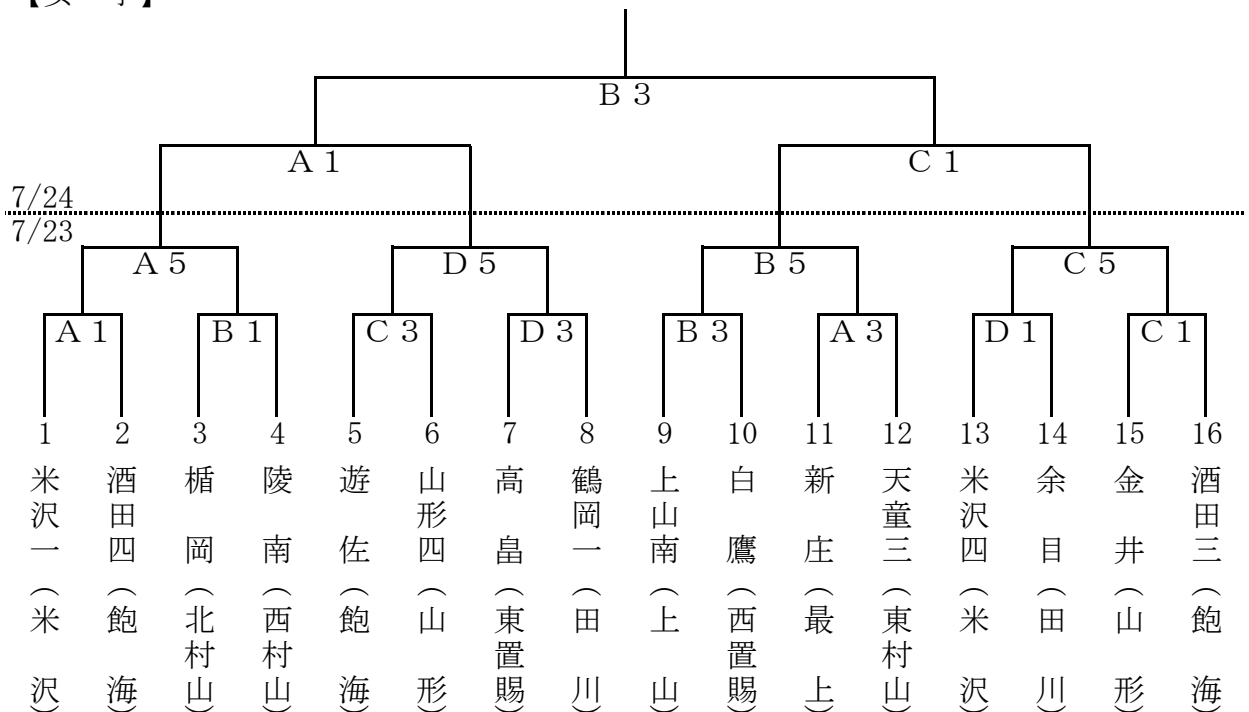 B 3
A 1
C 1
7/24
7/23
A 5
D 5
B 5
C 5
A 1
B 1
C 3
D 3
B 3
A 3
D 1
C 1
1
2
3
4
5
6
7
8
9
10
11
12
13
14
15
16
米沢一（米沢）
酒田四（飽海）
楯岡（北村山）
陵南（西村山）
遊佐（飽海）
山形四（山形）
高畠（東置賜）
鶴岡一（田川）
上山南（上山）
白鷹（西置賜）
新庄（最上）
天童三（東村山）
米沢四（米沢）
余目（田川）
金井（山形）
酒田三（飽海）